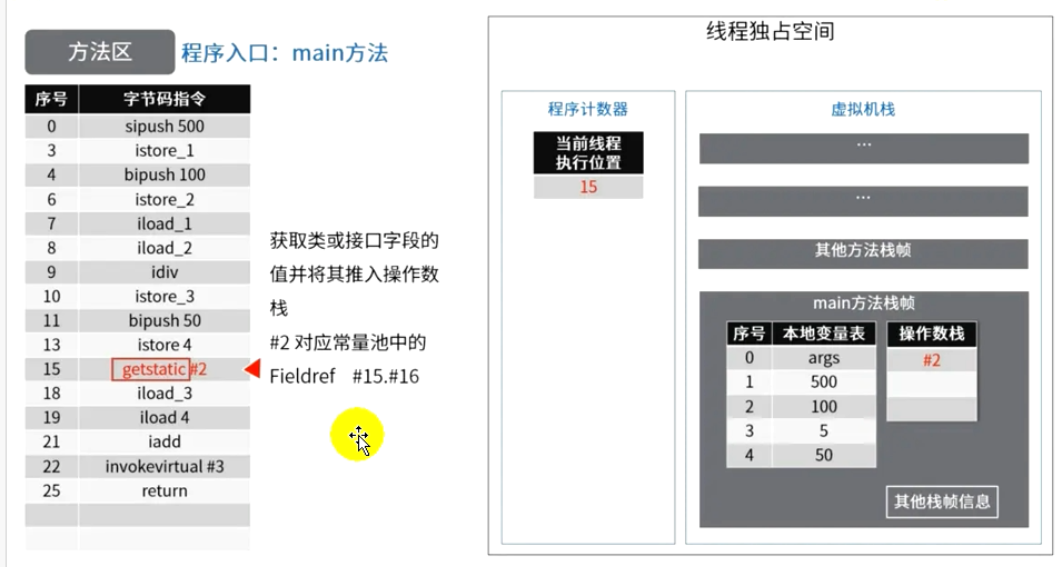 方法区 程序入口：main方法
序号 字节码指令
0 sipush 500
3 istore_1
4 bipush 100
6 istore_2
7 iload_1
8 iload_2
9 idiv
10 istore_3
11 bipush 50
13 istore 4
15 getstatic #2
18 iload_3
19 iload 4
21 iadd
22 invokevirtual #3
25 return
获取类或接口字段的
值并将其推入操作数
栈
#2 对应常量池中的
Fieldref #15.#16
线程独占空间
程序计数器
当前线程
执行位置
15
虚拟机栈
...
...
其他方法栈帧
main方法栈帧
序号 本地变量表
0 args
1 500
2 100
3 5
4 50
操作数栈
#2
其他栈帧信息